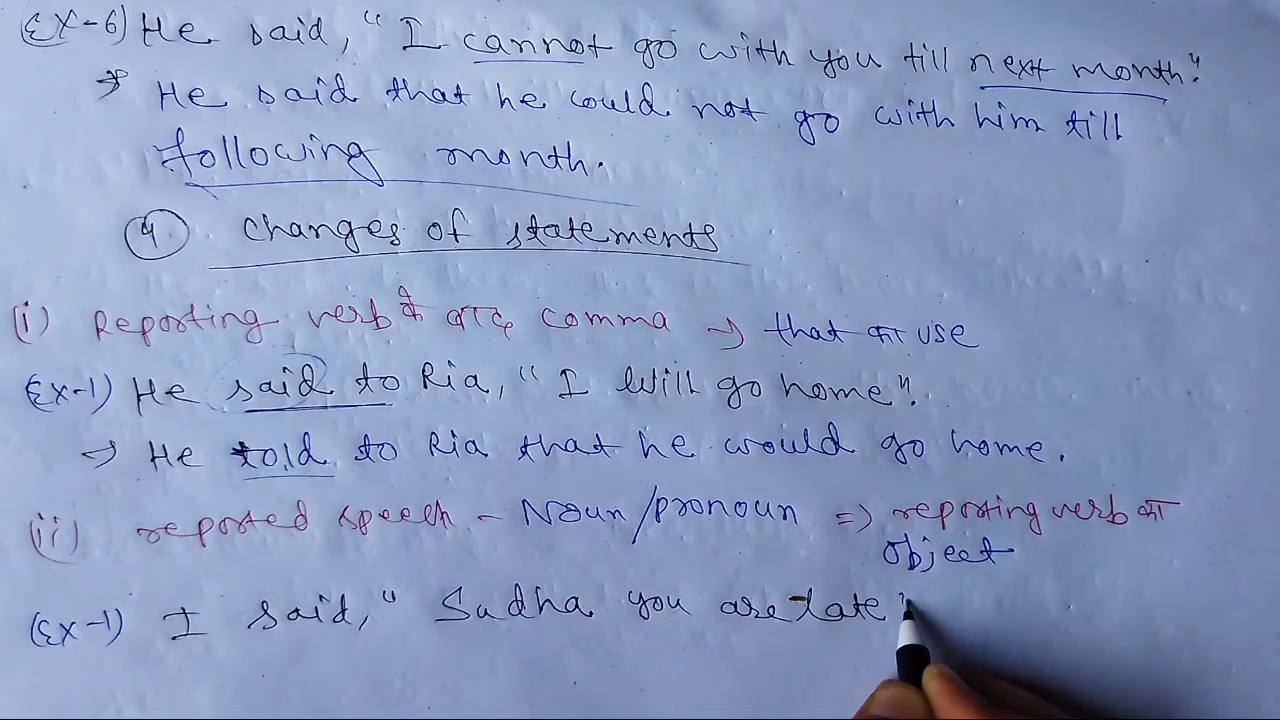 Ex-6) He said, "I cannot go with you till next month".
→ He said that he could not go with him till
following month.
4. Changes of statements
(i) Reporting verb के बाद comma → that का use
Ex-1) He said to Ria, "I will go home".
→ He told to Ria that he would go home.
(ii) reported speech - Noun/pronoun => reporting verb का
object
(Ex-1) I said, "Sudha you are late"